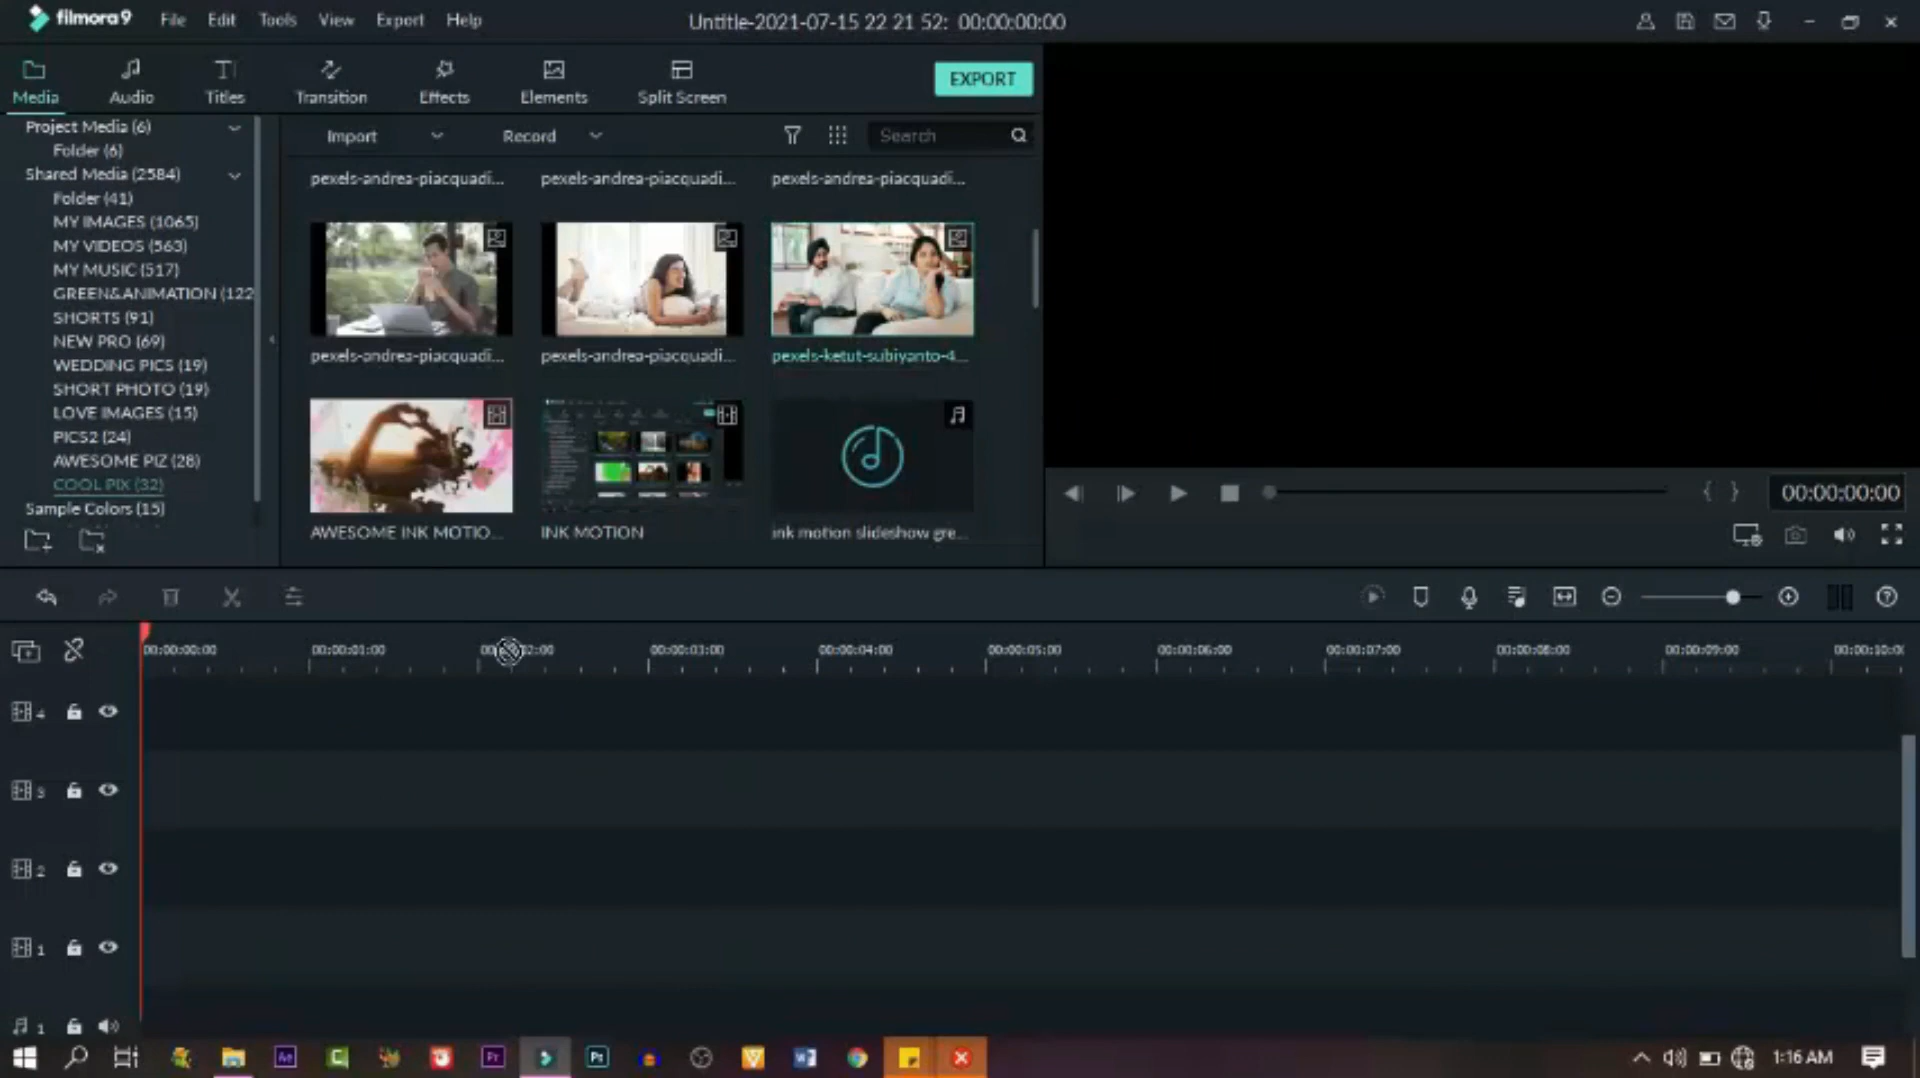 filmora9 File Edit Tools View Export Help Untitle-2021-07-15 22 21 52: 00:00:00:00
Media Audio Titles Transition Effects Elements Split Screen EXPORT
Project Media (6)
Folder (6)
Shared Media (2584)
Folder (41)
MY IMAGES (1065)
MY VIDEOS (563)
MY MUSIC (517)
GREEN&ANIMATION (122
SHORTS (91)
NEW PRO (69)
WEDDING PICS (19)
SHORT PHOTO (19)
LOVE IMAGES (15)
PICS2 (24)
AWESOME PIZ (28)
COOL PIX (32)
Sample Colors (15)
Import Record Search
pexels-andrea-piacquadi... pexels-andrea-piacquadi... pexels-andrea-piacquadi...
pexels-andrea-piacquadi... pexels-andrea-piacquadi... pexels-ketut-subiyanto-4...
AWESOME INK MOTIO... INK MOTION ink motion slideshow gre...
{ } 00:00:00:00
00:00:00:00 00:00:01:00 00:00:03:00 00:00:04:00 00:00:05:00 00:00:06:00 00:00:07:00 00:00:08:00 00:00:09:00 00:00:10:0
4
3
2
1
1
Ae Pr Ps W 1:16 AM